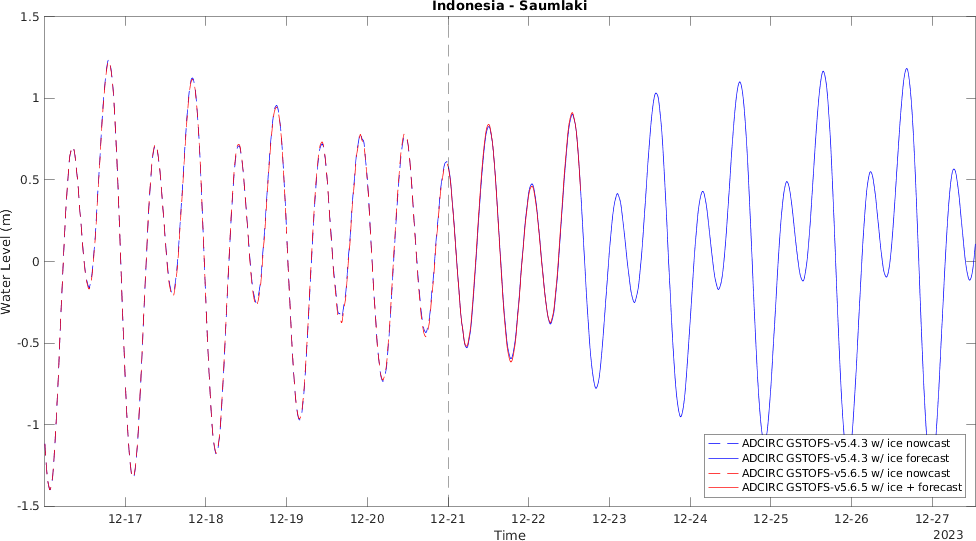 Indonesia - Saumlaki
1.5
1
0.5
0
-0.5
-1
-1.5
Water Level (m)
12-17 12-18 12-19 12-20 12-21 12-22 12-23 12-24 12-25 12-26 12-27
Time
2023
ADCIRC GSTOFS-v5.4.3 w/ ice nowcast
ADCIRC GSTOFS-v5.4.3 w/ ice forecast
ADCIRC GSTOFS-v5.6.5 w/ ice nowcast
ADCIRC GSTOFS-v5.6.5 w/ ice + forecast